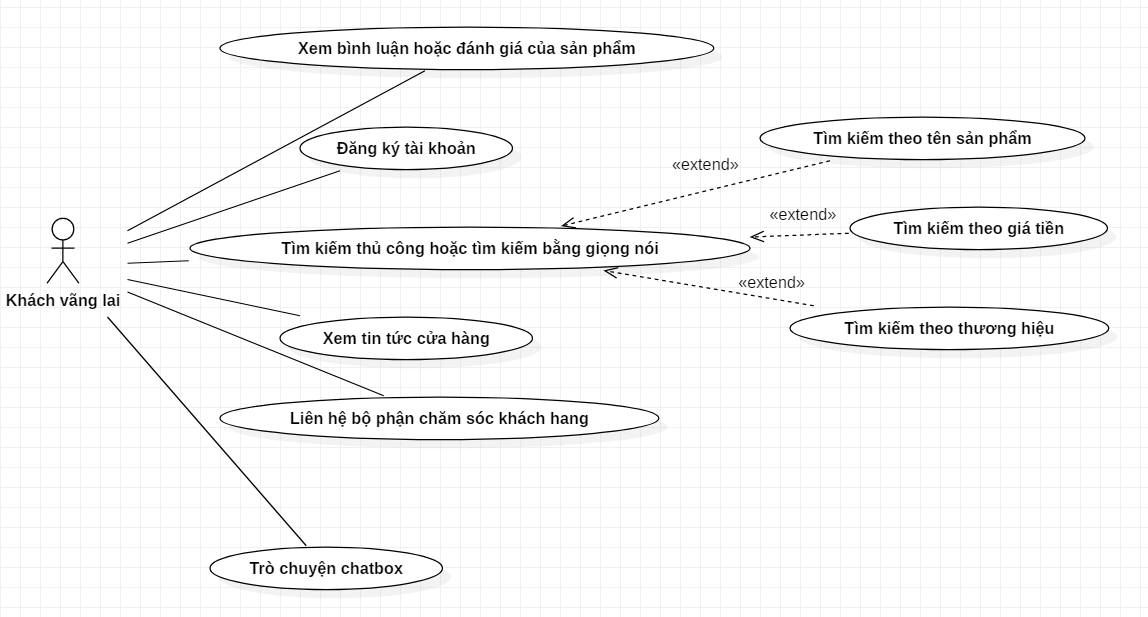 Xem bình luận hoặc đánh giá của sản phẩm
Đăng ký tài khoản
Tìm kiếm theo tên sản phẩm
«extend»
«extend»
Tìm kiếm theo giá tiền
Tìm kiếm thủ công hoặc tìm kiếm bằng giọng nói
«extend»
Khách vãng lai
Tìm kiếm theo thương hiệu
Xem tin tức cửa hàng
Liên hệ bộ phận chăm sóc khách hang
Trò chuyện chatbox